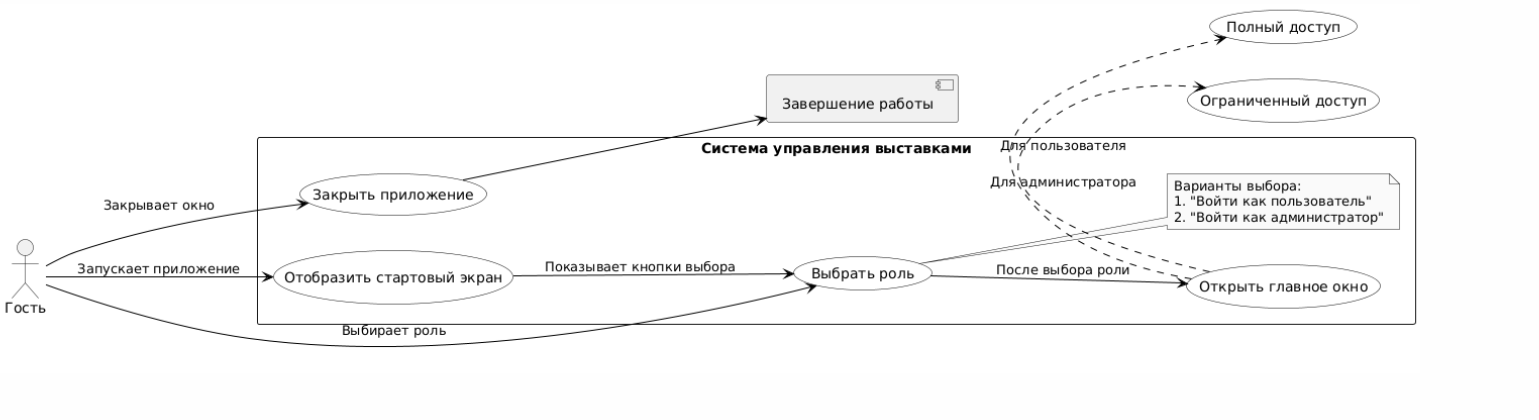 Полный доступ
Завершение работы
Ограниченный доступ
Система управления выставками
Для пользователя
Для администратора
Варианты выбора:
1. "Войти как пользователь"
2. "Войти как администратор"
Закрыть приложение
Закрывает окно
Запускает приложение
Отобразить стартовый экран
Показывает кнопки выбора
Выбрать роль
После выбора роли
Открыть главное окно
Гость
Выбирает роль